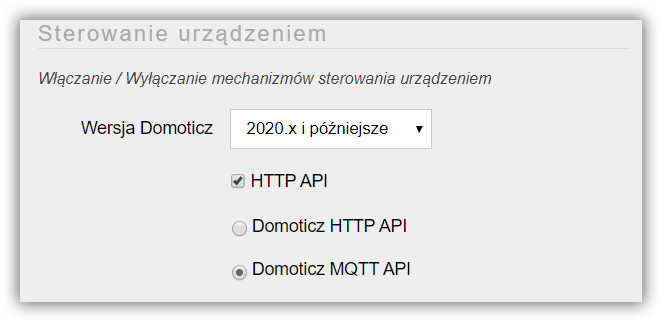 Sterowanie urządzeniem
Włączanie / Wyłączanie mechanizmów sterowania urządzeniem
Wersja Domoticz 2020.x i późniejsze
HTTP API
Domoticz HTTP API
Domoticz MQTT API